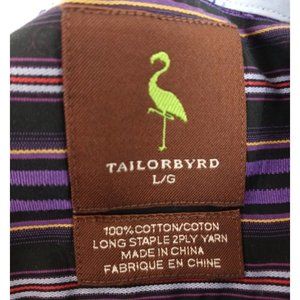 TAILORBYRD
L/G
100% COTTON/COTON
LONG STAPLE 2PLY YARN
MADE IN CHINA
FABRIQUE EN CHINE